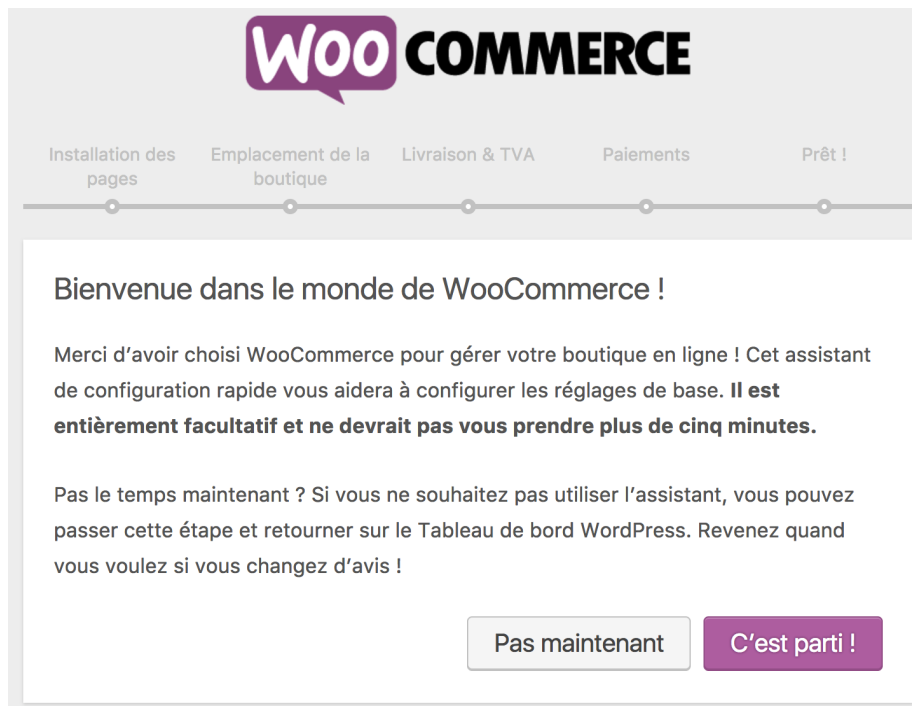 WOO COMMERCE
Installation des
pages
Emplacement de la
boutique
Livraison & TVA
Paiements
Prêt !
Bienvenue dans le monde de WooCommerce !
Merci d’avoir choisi WooCommerce pour gérer votre boutique en ligne ! Cet assistant
de configuration rapide vous aidera à configurer les réglages de base. Il est
entièrement facultatif et ne devrait pas vous prendre plus de cinq minutes.
Pas le temps maintenant ? Si vous ne souhaitez pas utiliser l’assistant, vous pouvez
passer cette étape et retourner sur le Tableau de bord WordPress. Revenez quand
vous voulez si vous changez d’avis !
Pas maintenant
C’est parti !